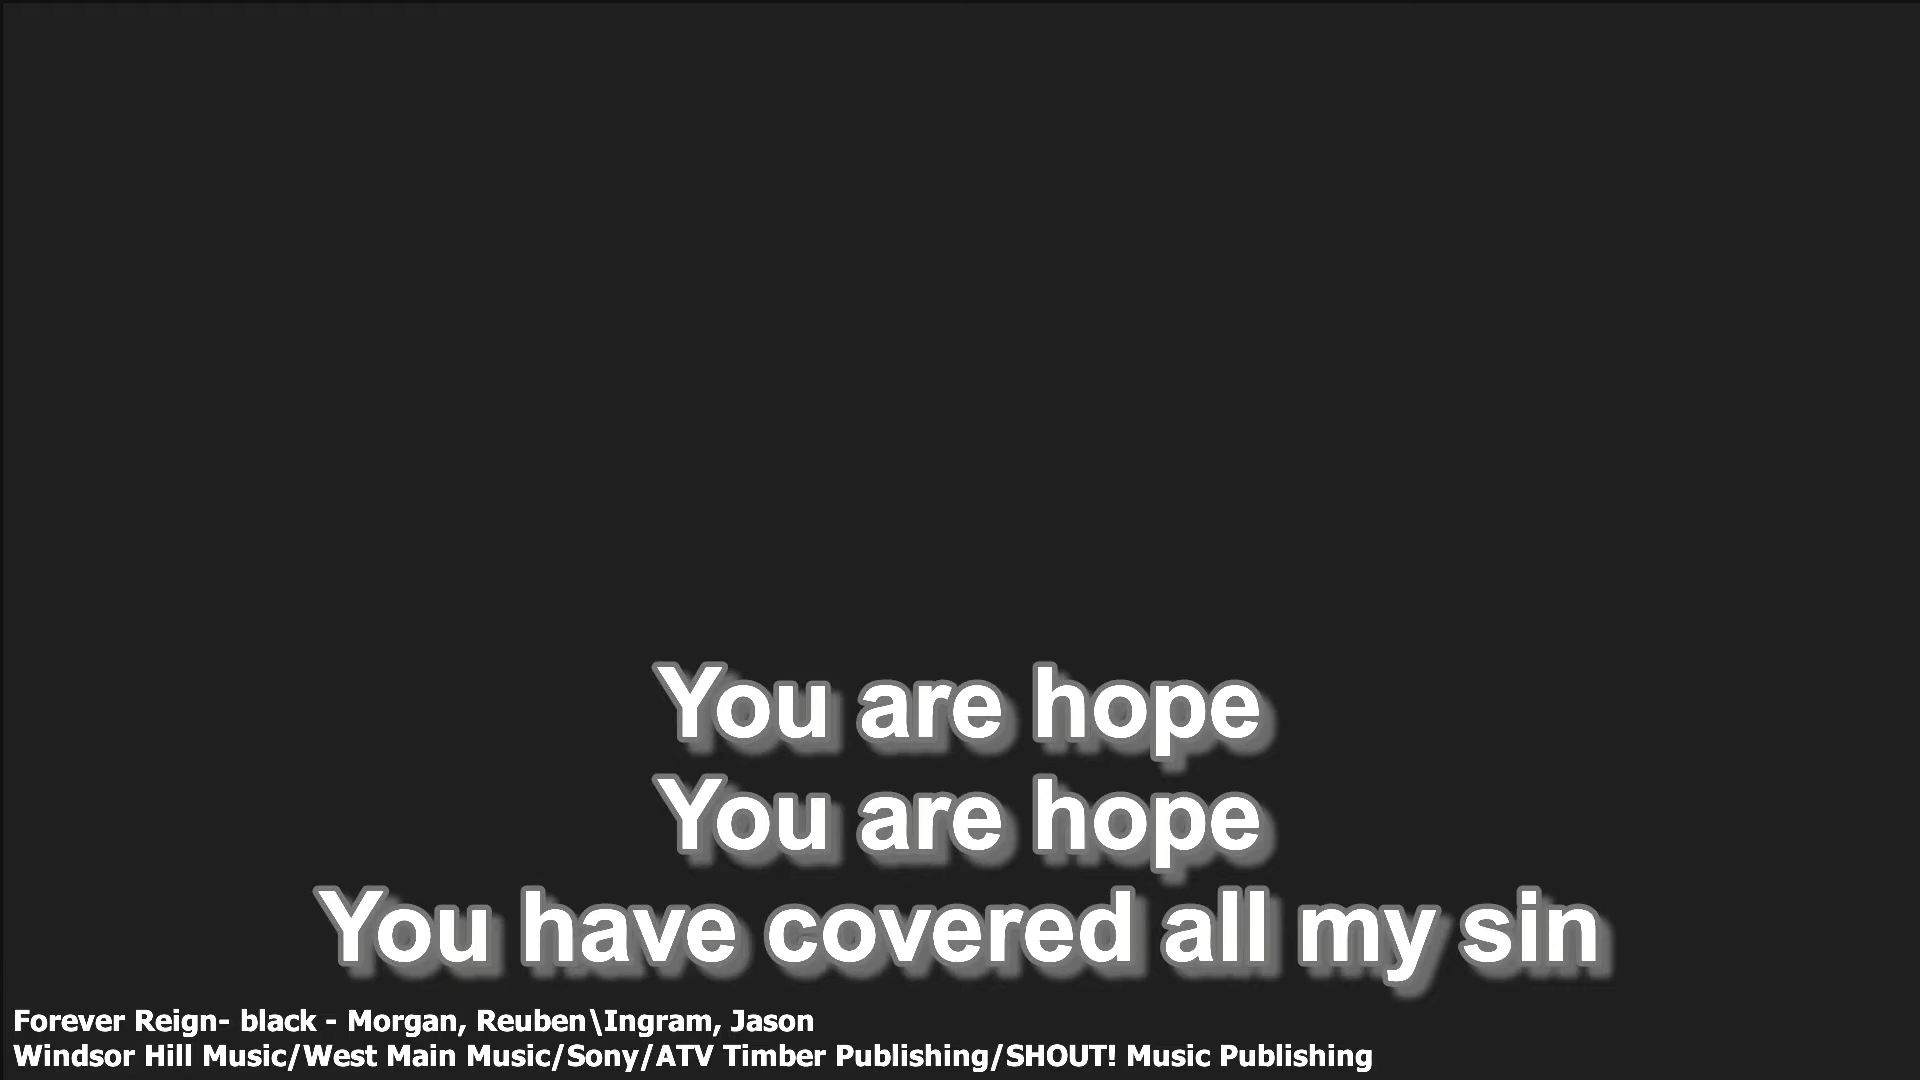 You are hope
You are hope
You have covered all my sin
Forever Reign- black - Morgan, Reuben\Ingram, Jason
Windsor Hill Music/West Main Music/Sony/ATV Timber Publishing/SHOUT! Music Publishing